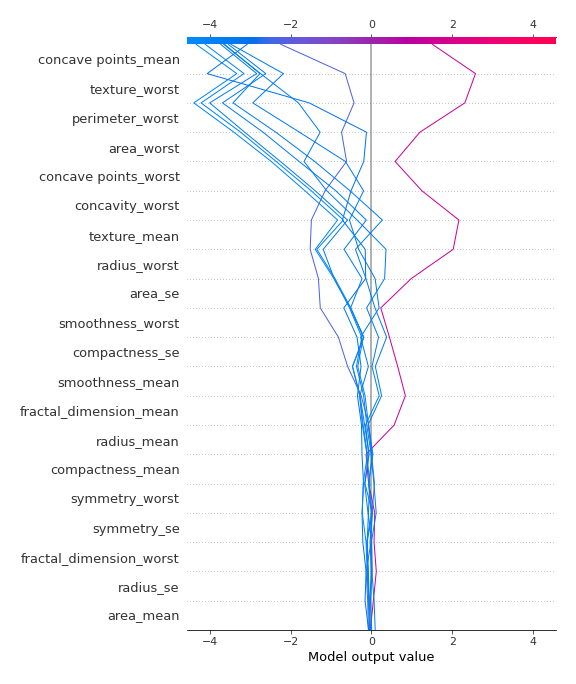 −4 −2 0 2 4
concave points_mean
texture_worst
perimeter_worst
area_worst
concave points_worst
concavity_worst
texture_mean
radius_worst
area_se
smoothness_worst
compactness_se
smoothness_mean
fractal_dimension_mean
radius_mean
compactness_mean
symmetry_worst
symmetry_se
fractal_dimension_worst
radius_se
area_mean
−4 −2 0 2 4
Model output value